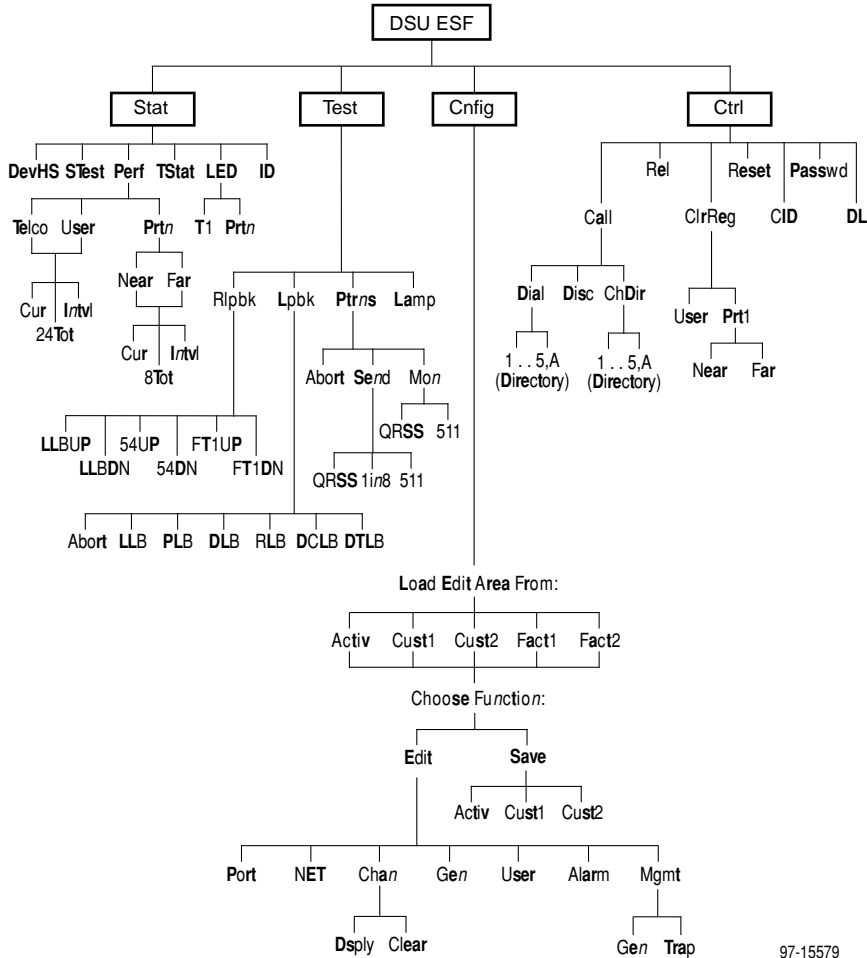 DSU ESF
Stat Test Cnfig Ctrl
DevHS STest Perf TStat LED ID
Rel Reset Passwd
Call ClrReg CID DL
Telco User Prtn T1 Prtn
Near Far
Rlpbk Lpbk Ptrns Lamp
Dial Disc ChDir
User Prt1
Cur Intvl
24Tot
Cur Intvl
8Tot
Abort Send Mon
1 . . 5,A 1 . . 5,A
(Directory) (Directory)
Near Far
QRSS 511
LLBUP 54UP FT1UP
LLBDN 54DN FT1DN
QRSS 1in8 511
Abort LLB PLB DLB RLB DCLB DTLB
Load Edit Area From:
Activ Cust1 Cust2 Fact1 Fact2
Choose Function:
Edit Save
Activ Cust1 Cust2
Port NET Chan Gen User Alarm Mgmt
Dsply Clear Gen Trap
97-15579